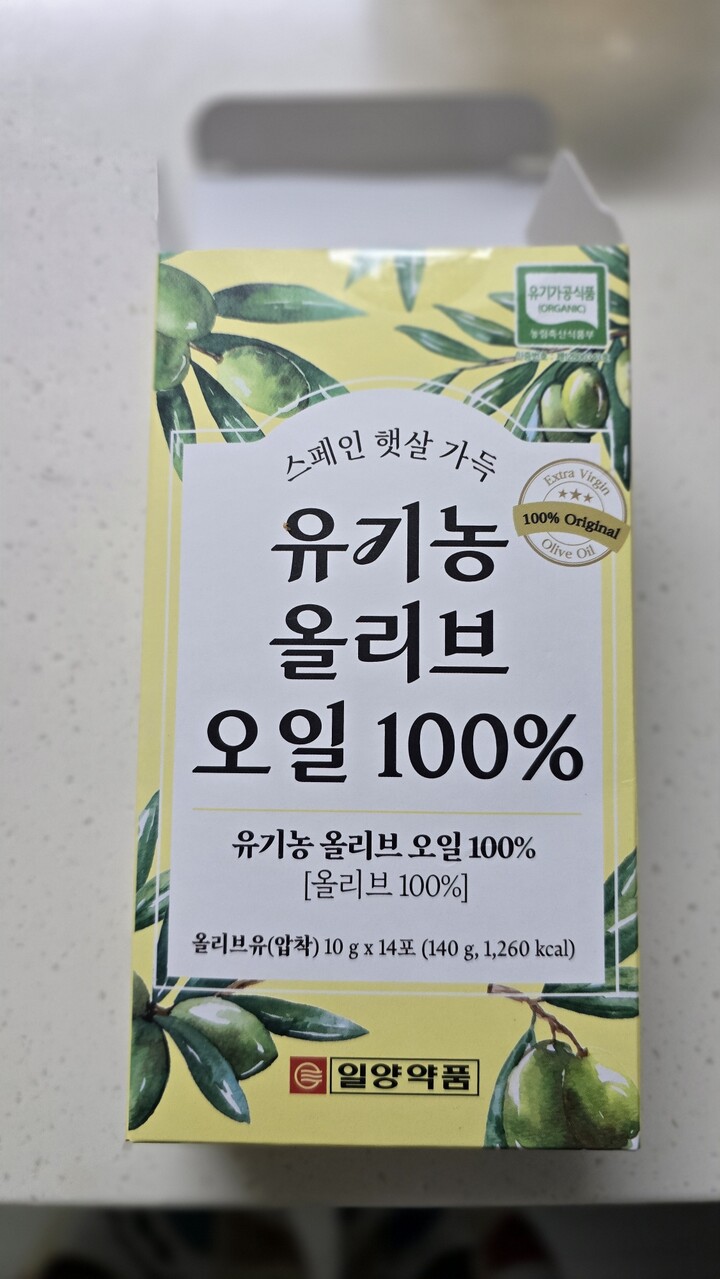 유기가공식품
(ORGANIC)
농림축산식품부
스페인 햇살 가득
Extra Virgin
100% Original
Olive Oil
유기농
올리브
오일 100%
유기농 올리브 오일 100%
[올리브 100%]
올리브유(압착) 10 g x 14포 (140 g, 1,260 kcal)
일양약품